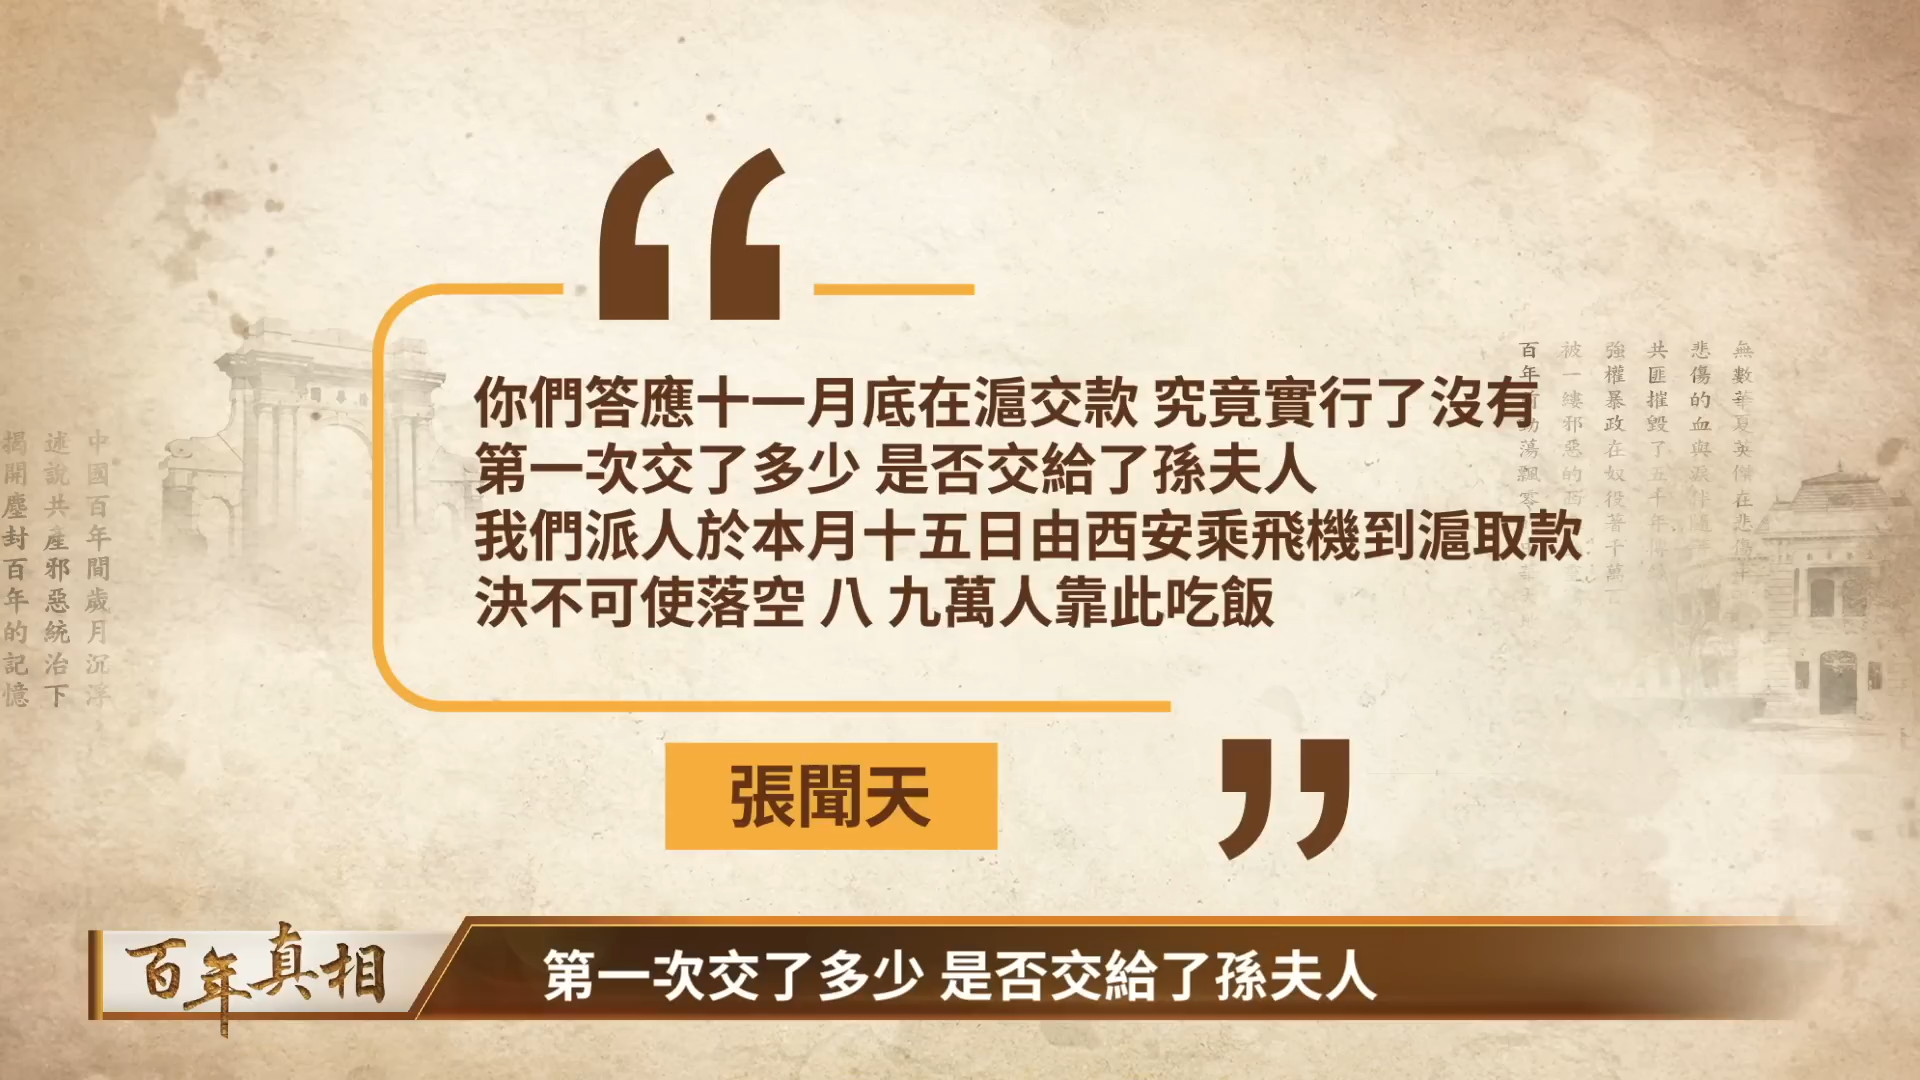 你們答應十一月底在滬交款 究竟實行了沒有
第一次交了多少 是否交給了孫夫人
我們派人於本月十五日由西安乘飛機到滬取款
決不可使落空 八 九萬人靠此吃飯
張聞天
百年真相
第一次交了多少 是否交給了孫夫人
中國百年間歲月沉浮
述說共產邪惡統治下
揭開塵封百年的記憶